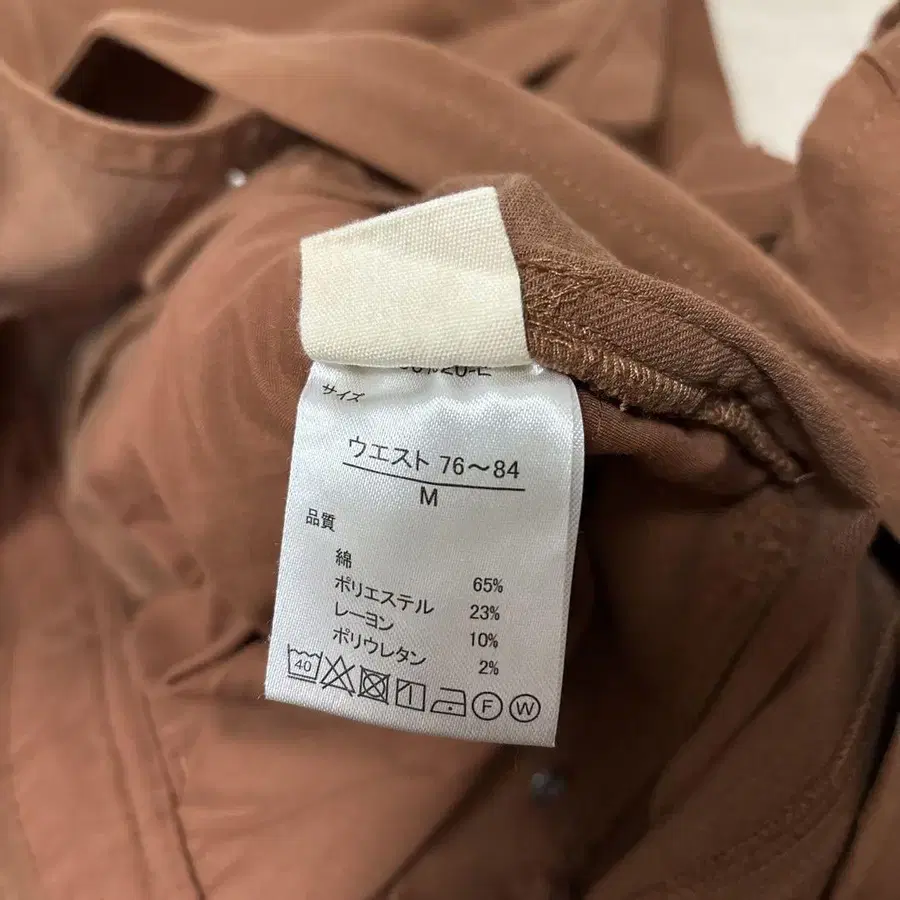 サイズ
ウエスト 76～84
M
品質
綿 65%
ポリエステル 23%
レーヨン 10%
ポリウレタン 2%
40 F W